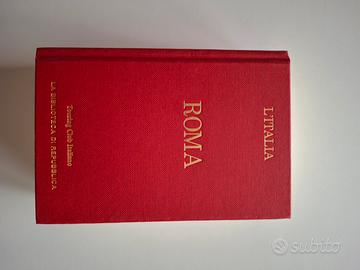 L'ITALIA
ROMA
Touring Club Italiano
LA BIBLIOTECA DI REPUBBLICA
subito